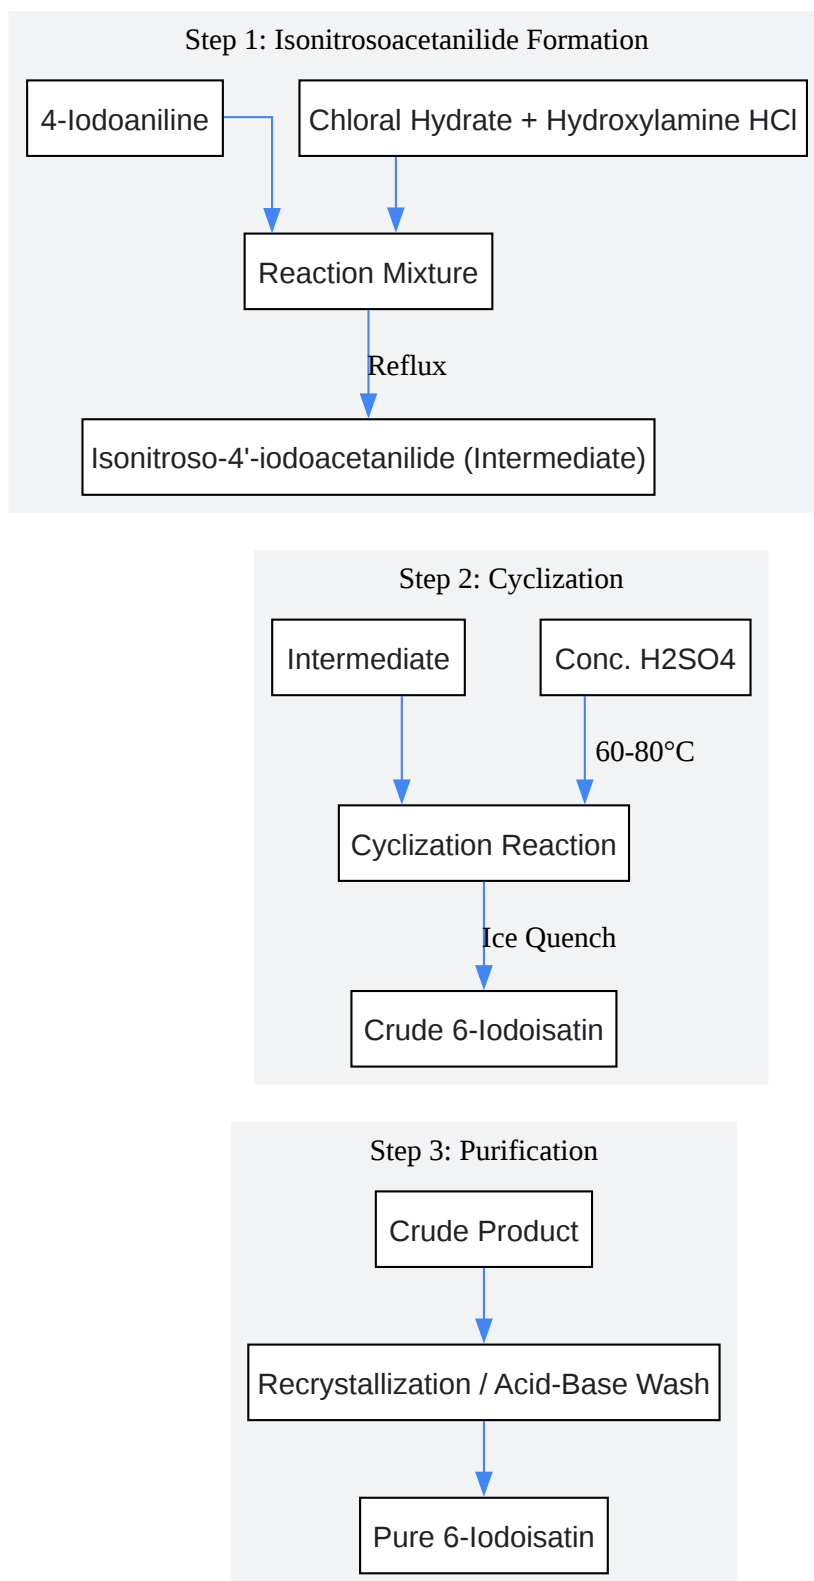 Step 1: Isonitrosoacetanilide Formation
4-Iodoaniline
Chloral Hydrate + Hydroxylamine HCl
Reaction Mixture
Reflux
Isonitroso-4'-iodoacetanilide (Intermediate)
Step 2: Cyclization
Intermediate
Conc. H2SO4
60-80°C
Cyclization Reaction
Ice Quench
Crude 6-Iodoisatin
Step 3: Purification
Crude Product
Recrystallization / Acid-Base Wash
Pure 6-Iodoisatin